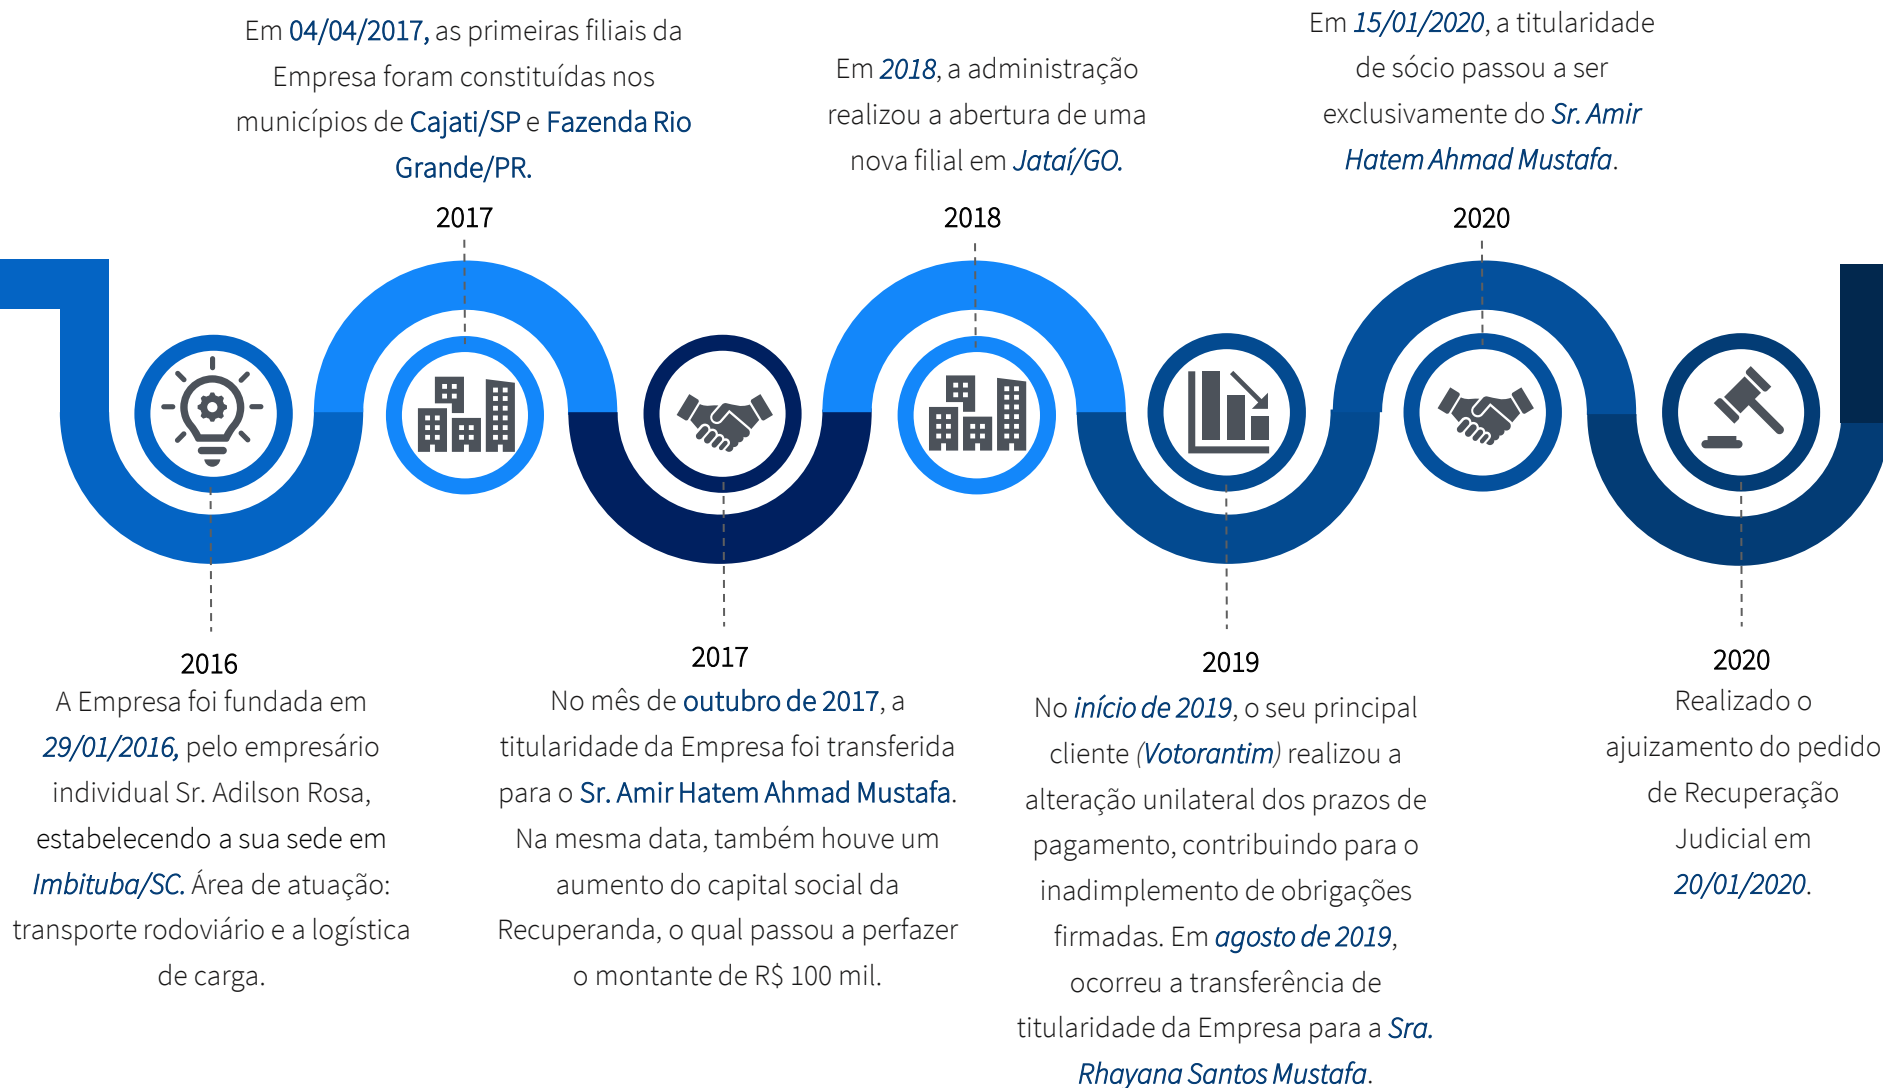 Em 04/04/2017, as primeiras filiais da
Empresa foram constituídas nos
municípios de Cajati/SP e Fazenda Rio
Grande/PR.
2017
Em 2018, a administração
realizou a abertura de uma
nova filial em Jataí/GO.
2018
Em 15/01/2020, a titularidade
de sócio passou a ser
exclusivamente do Sr. Amir
Hatem Ahmad Mustafa.
2020
2016
A Empresa foi fundada em
29/01/2016, pelo empresário
individual Sr. Adilson Rosa,
estabelecendo a sua sede em
Imbituba/SC. Área de atuação:
transporte rodoviário e a logística
de carga.
2017
No mês de outubro de 2017, a
titularidade da Empresa foi transferida
para o Sr. Amir Hatem Ahmad Mustafa.
Na mesma data, também houve um
aumento do capital social da
Recuperanda, o qual passou a perfazer
o montante de R$ 100 mil.
2019
No início de 2019, o seu principal
cliente (Votorantim) realizou a
alteração unilateral dos prazos de
pagamento, contribuindo para o
inadimplemento de obrigações
firmadas. Em agosto de 2019,
ocorreu a transferência de
titularidade da Empresa para a Sra.
Rhayana Santos Mustafa.
2020
Realizado o
ajuizamento do pedido
de Recuperação
Judicial em
20/01/2020.